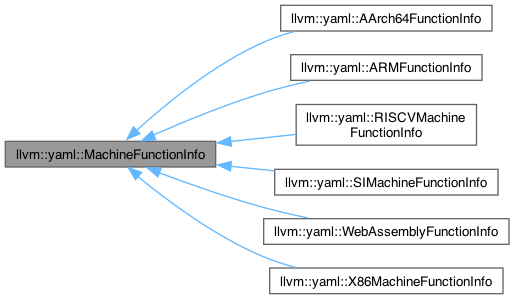 llvm::yaml::AArch64FunctionInfo
llvm::yaml::ARMFunctionInfo
llvm::yaml::RISCVMachine
FunctionInfo
llvm::yaml::MachineFunctionInfo
llvm::yaml::SIMachineFunctionInfo
llvm::yaml::WebAssemblyFunctionInfo
llvm::yaml::X86MachineFunctionInfo